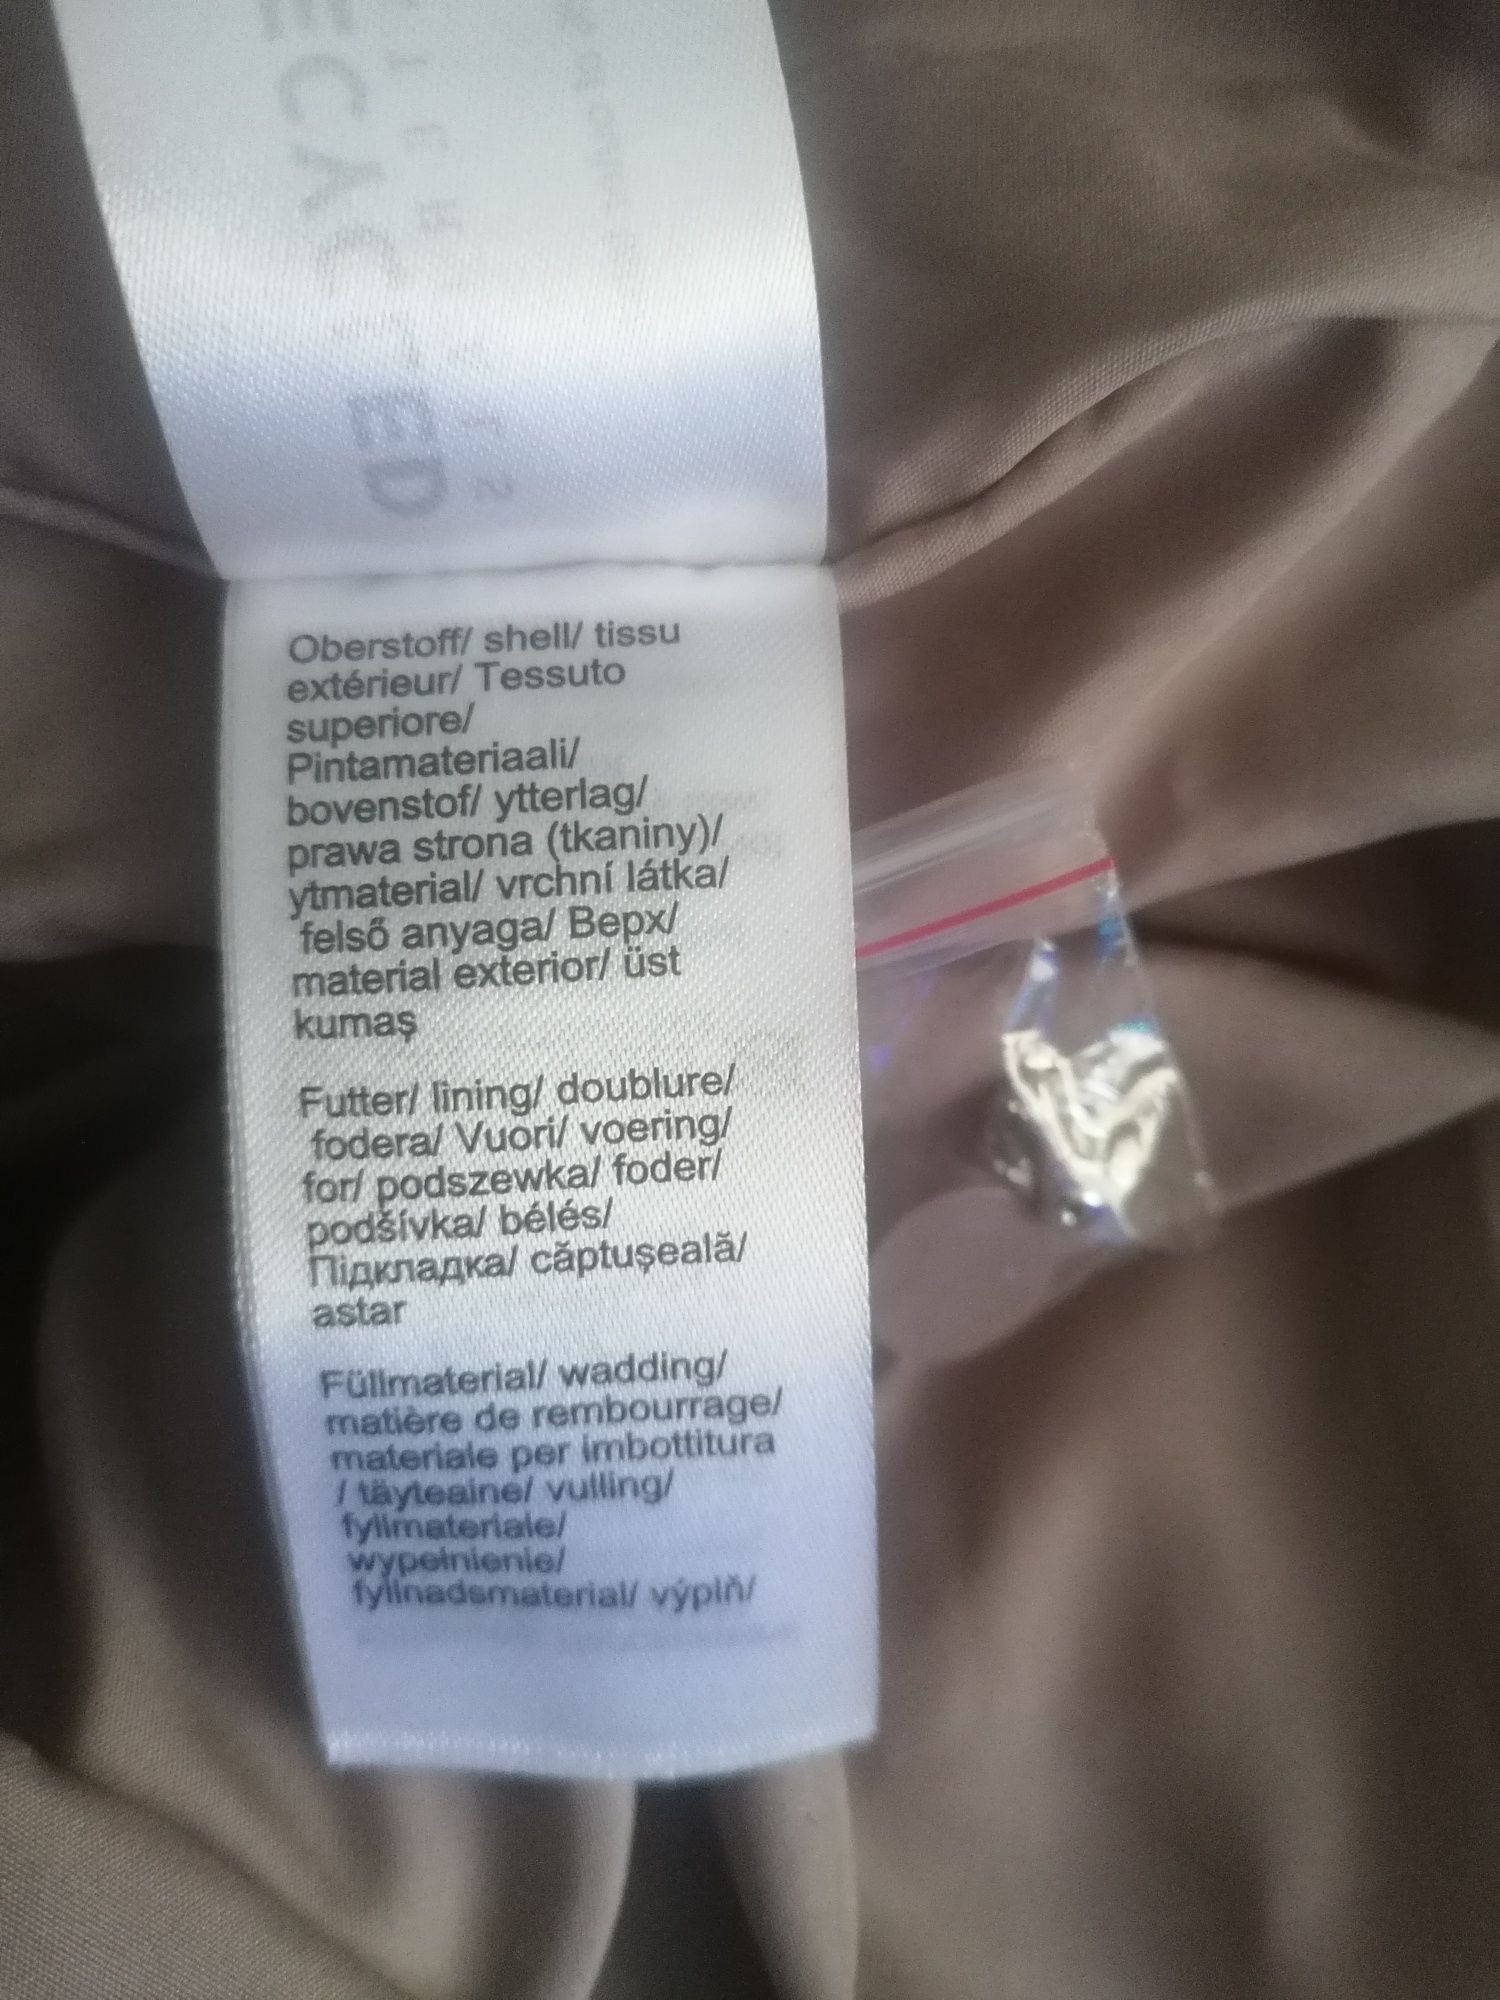 Oberstoff/ shell/ tissu
extérieur/ Tessuto
superiore/
Pintamateriaali/
bovenstof/ ytterlag/
prawa strona (tkaniny)/
ytmaterial/ vrchní látka/
felső anyaga/ Верх/
material exterior/ üst
kumaş
Futter/ lining/ doublure/
fodera/ Vuori/ voering/
for/ podszewka/ foder/
podšívka/ bélés/
Підкладка/ căptușeală/
astar
Füllmaterial/ wadding/
matière de rembourrage/
materiale per imbottitura
/ täyteaine/ vulling/
fyllmateriale/
wypełnienie/
fyllnadsmaterial/ výplň/